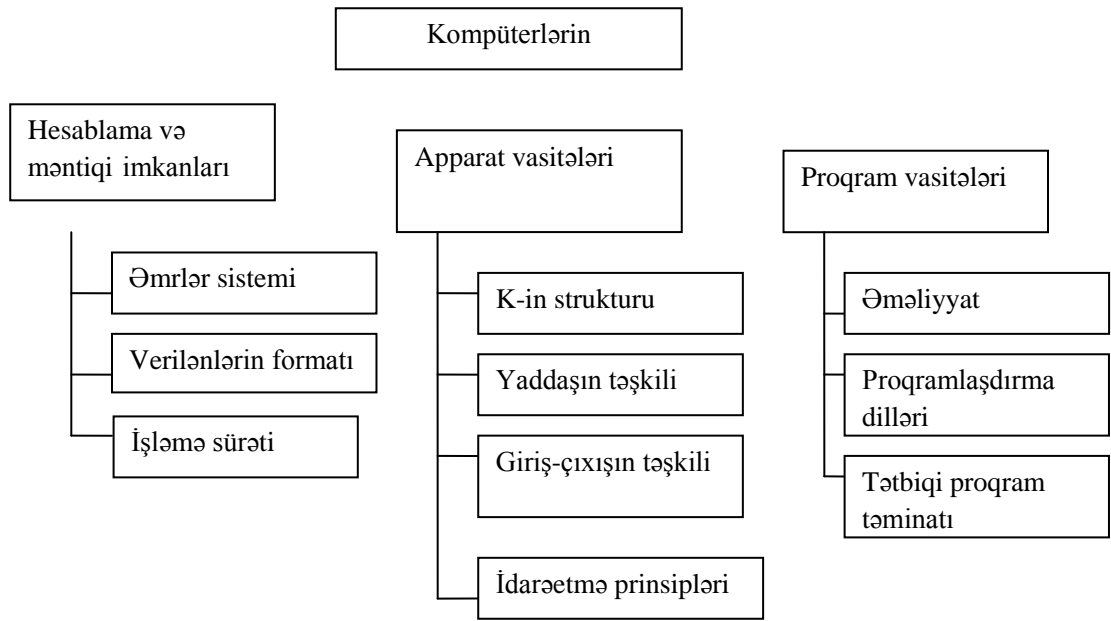 Kompüterlərin
Hesablama və
məntiqi imkanları
Əmrlər sistemi
Verilənlərin formatı
İşləmə sürəti
Apparat vasitələri
K-in strukturu
Yaddaşın təşkili
Giriş-çıxışın təşkili
İdarəetmə prinsipləri
Proqram vasitələri
Əməliyyat
Proqramlaşdırma
dilləri
Tətbiqi proqram
təminatı